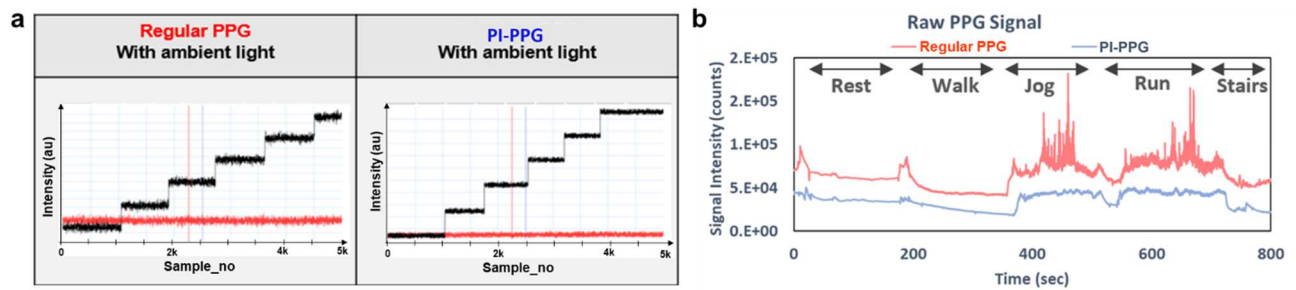 a
Regular PPG
With ambient light
PI-PPG
With ambient light
Intensity (au)
0
2k
4k
5k
Sample_no
Intensity (au)
0
2k
4k
5k
Sample_no
b
Raw PPG Signal
Regular PPG
PI-PPG
2.E+05
2.E+05
1.E+05
5.E+04
0.E+00
Signal Intensity (counts)
Rest
Walk
Jog
Run
Stairs
0
200
400
600
800
Time (sec)